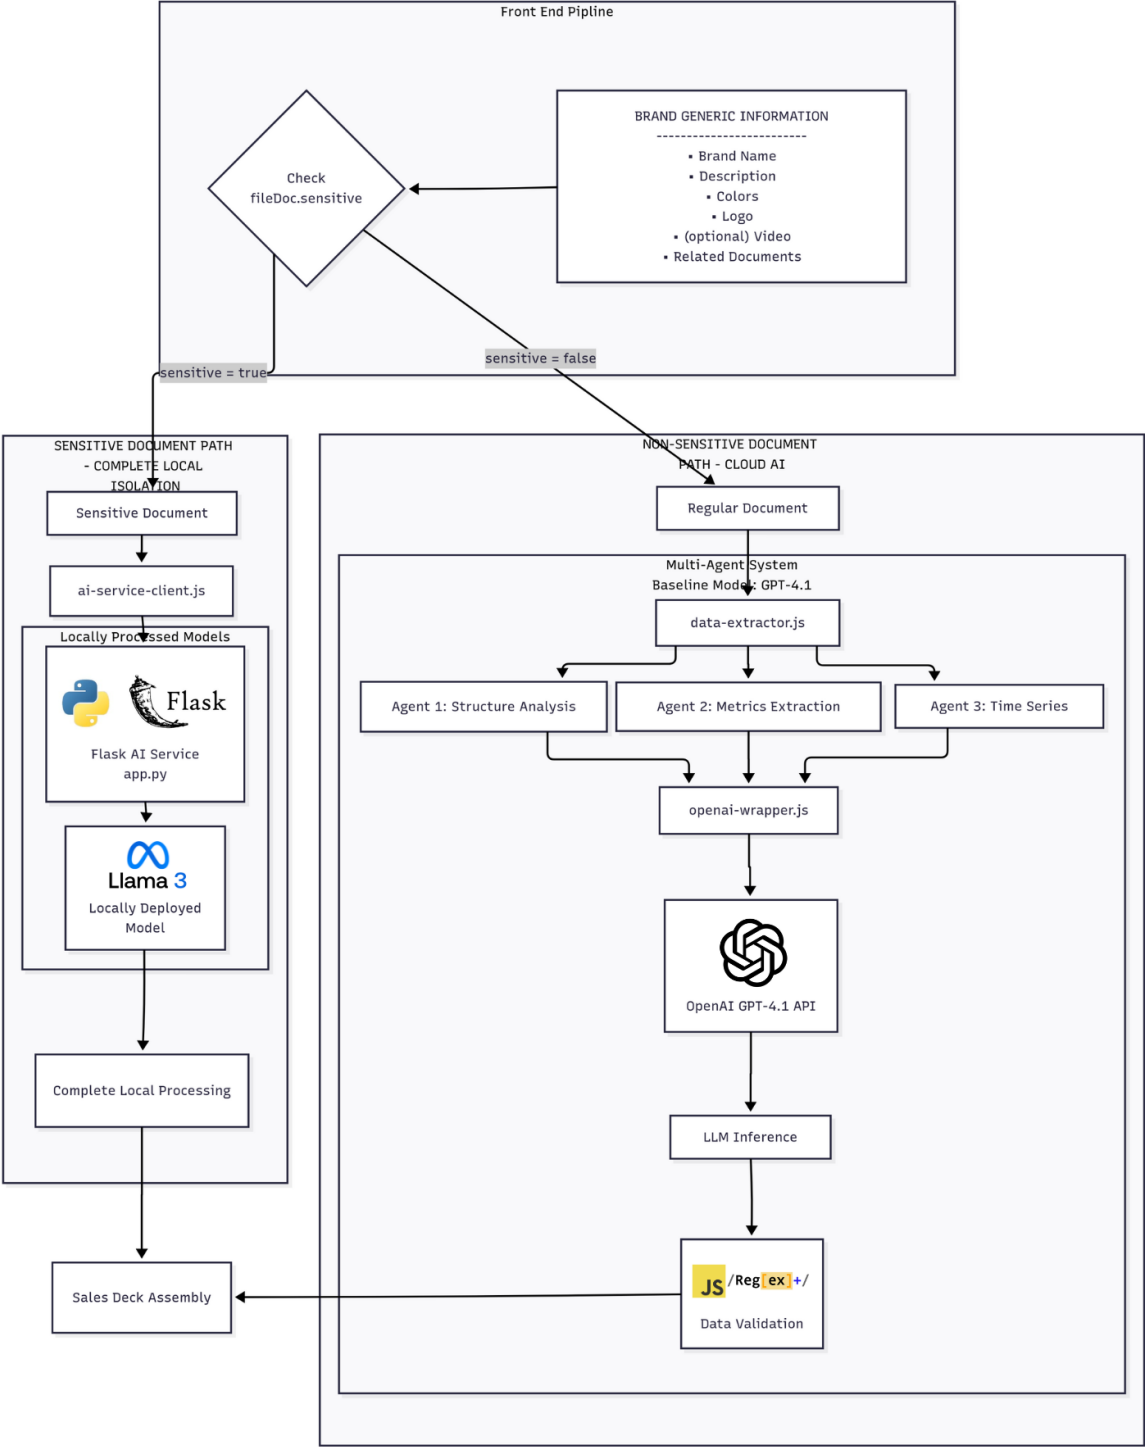 Front End Pipline
BRAND GENERIC INFORMATION
-------------------------
▪ Brand Name
▪ Description
▪ Colors
▪ Logo
▪ (optional) Video
▪ Related Documents
Check
fileDoc.sensitive
sensitive = true
sensitive = false
SENSITIVE DOCUMENT PATH
- COMPLETE LOCAL
ISOLATION
Sensitive Document
ai-service-client.js
Locally Processed Models
Flask
Flask AI Service
app.py
Llama 3
Locally Deployed
Model
Complete Local Processing
Sales Deck Assembly
NON-SENSITIVE DOCUMENT
PATH - CLOUD AI
Regular Document
Multi-Agent System
Baseline Model: GPT-4.1
data-extractor.js
Agent 1: Structure Analysis
Agent 2: Metrics Extraction
Agent 3: Time Series
openai-wrapper.js
OpenAI GPT-4.1 API
LLM Inference
JS /Reg[ex]+/
Data Validation